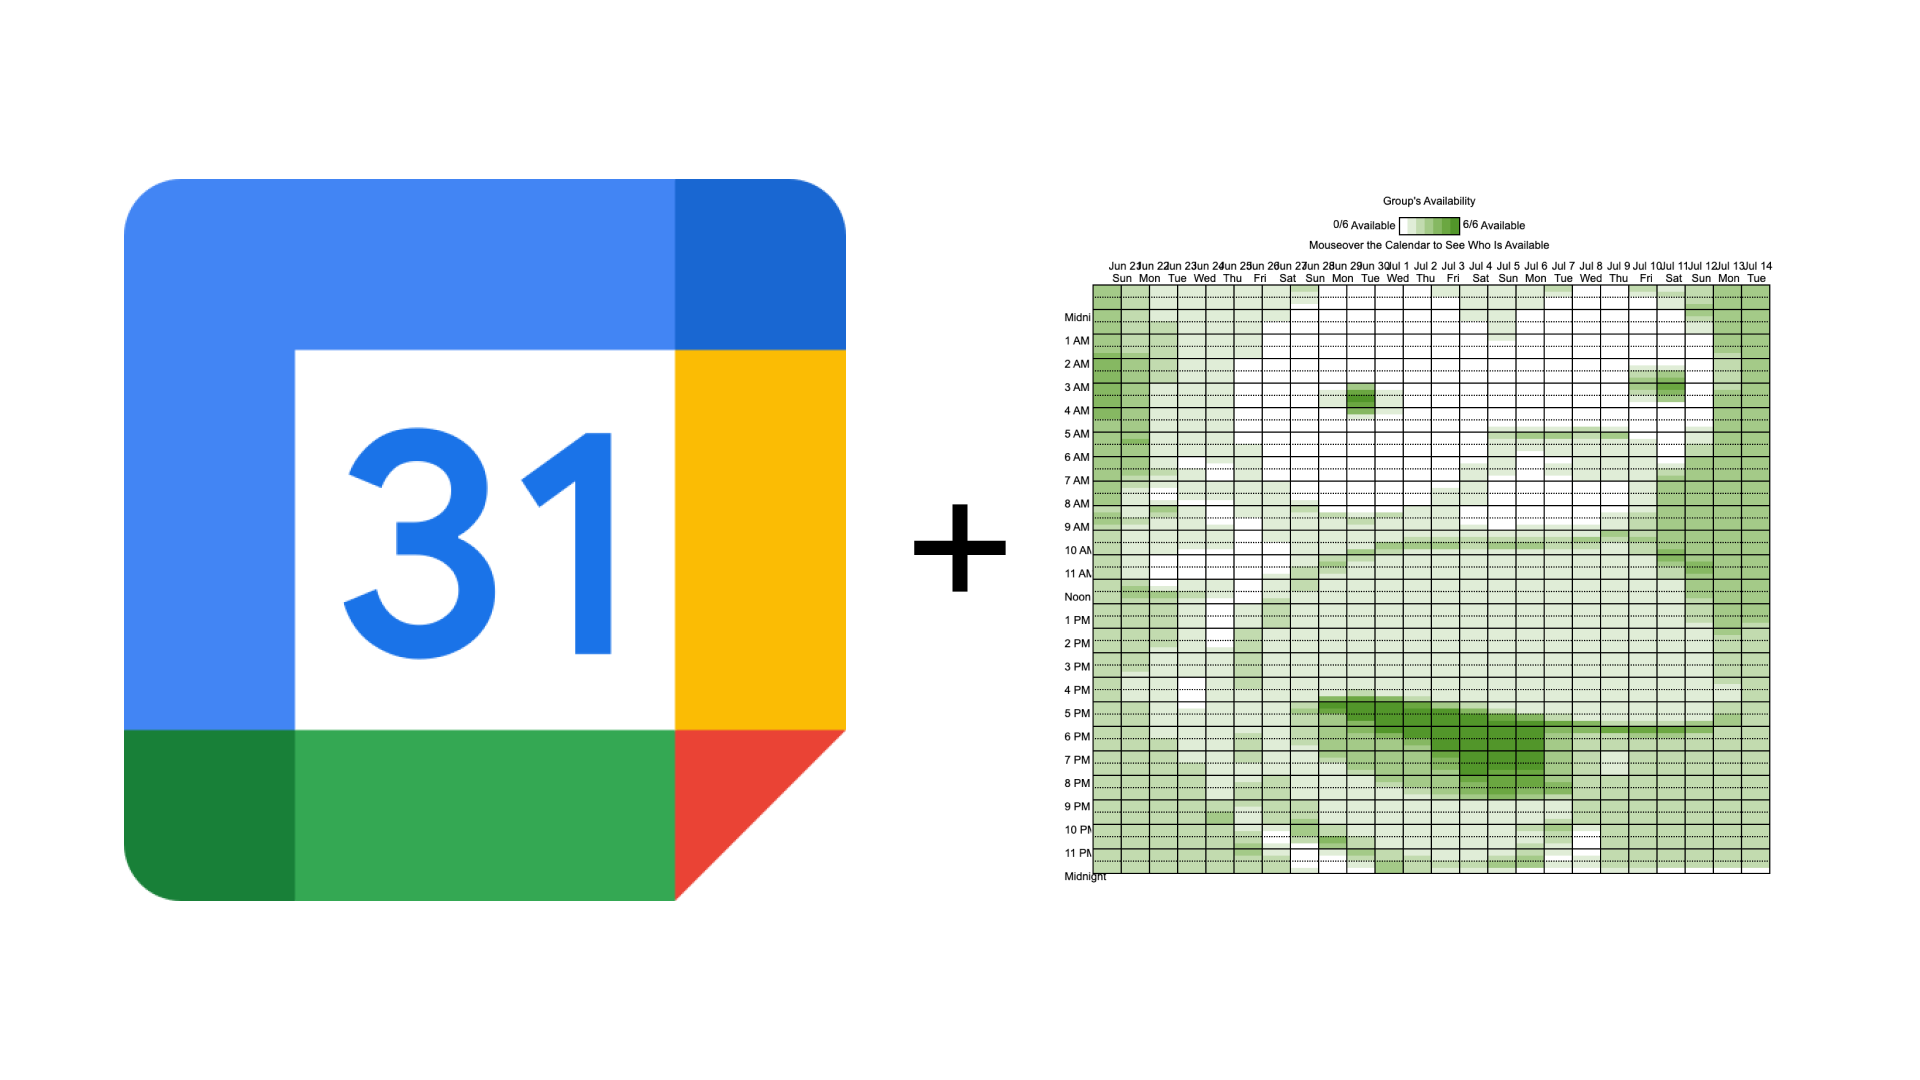 31
+
Group's Availability
0/6 Available 6/6 Available
Mouseover the Calendar to See Who Is Available
Jun 21 Jun 22 Jun 23 Jun 24 Jun 25 Jun 26 Jun 27 Jun 28 Jun 29 Jun 30 Jul 1 Jul 2 Jul 3 Jul 4 Jul 5 Jul 6 Jul 7 Jul 8 Jul 9 Jul 10 Jul 11 Jul 12 Jul 13 Jul 14
Sun Mon Tue Wed Thu Fri Sat Sun Mon Tue Wed Thu Fri Sat Sun Mon Tue Wed Thu Fri Sat Sun Mon Tue
Midni
1 AM
2 AM
3 AM
4 AM
5 AM
6 AM
7 AM
8 AM
9 AM
10 AM
11 AM
Noon
1 PM
2 PM
3 PM
4 PM
5 PM
6 PM
7 PM
8 PM
9 PM
10 PM
11 PM
Midnight